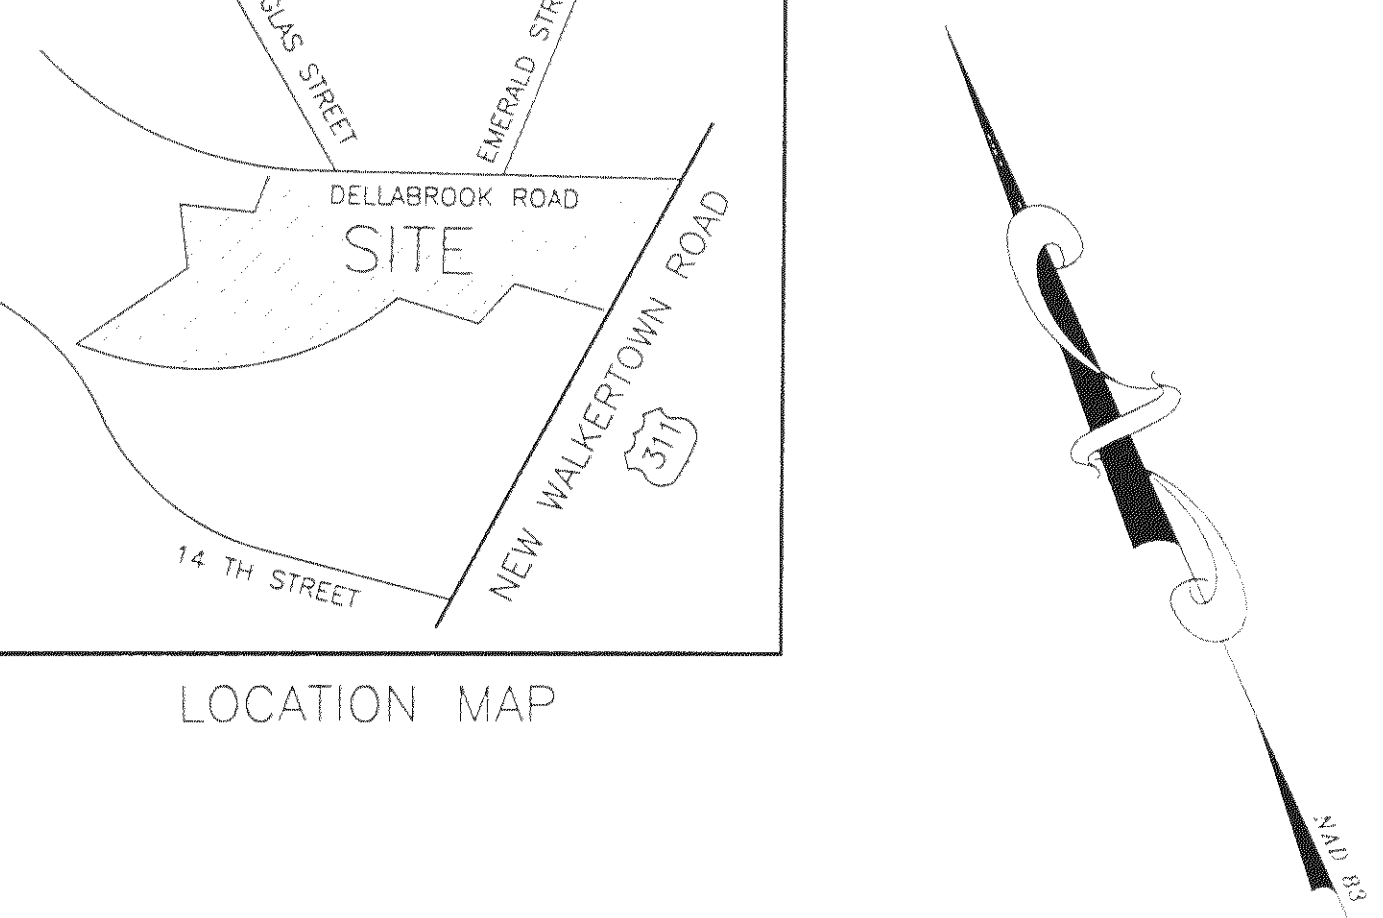 GLAS STREET
EMERALD STR
DELLABROOK ROAD
SITE
NEW WALKERTOWN ROAD
311
14 TH STREET
LOCATION MAP
NAD 83